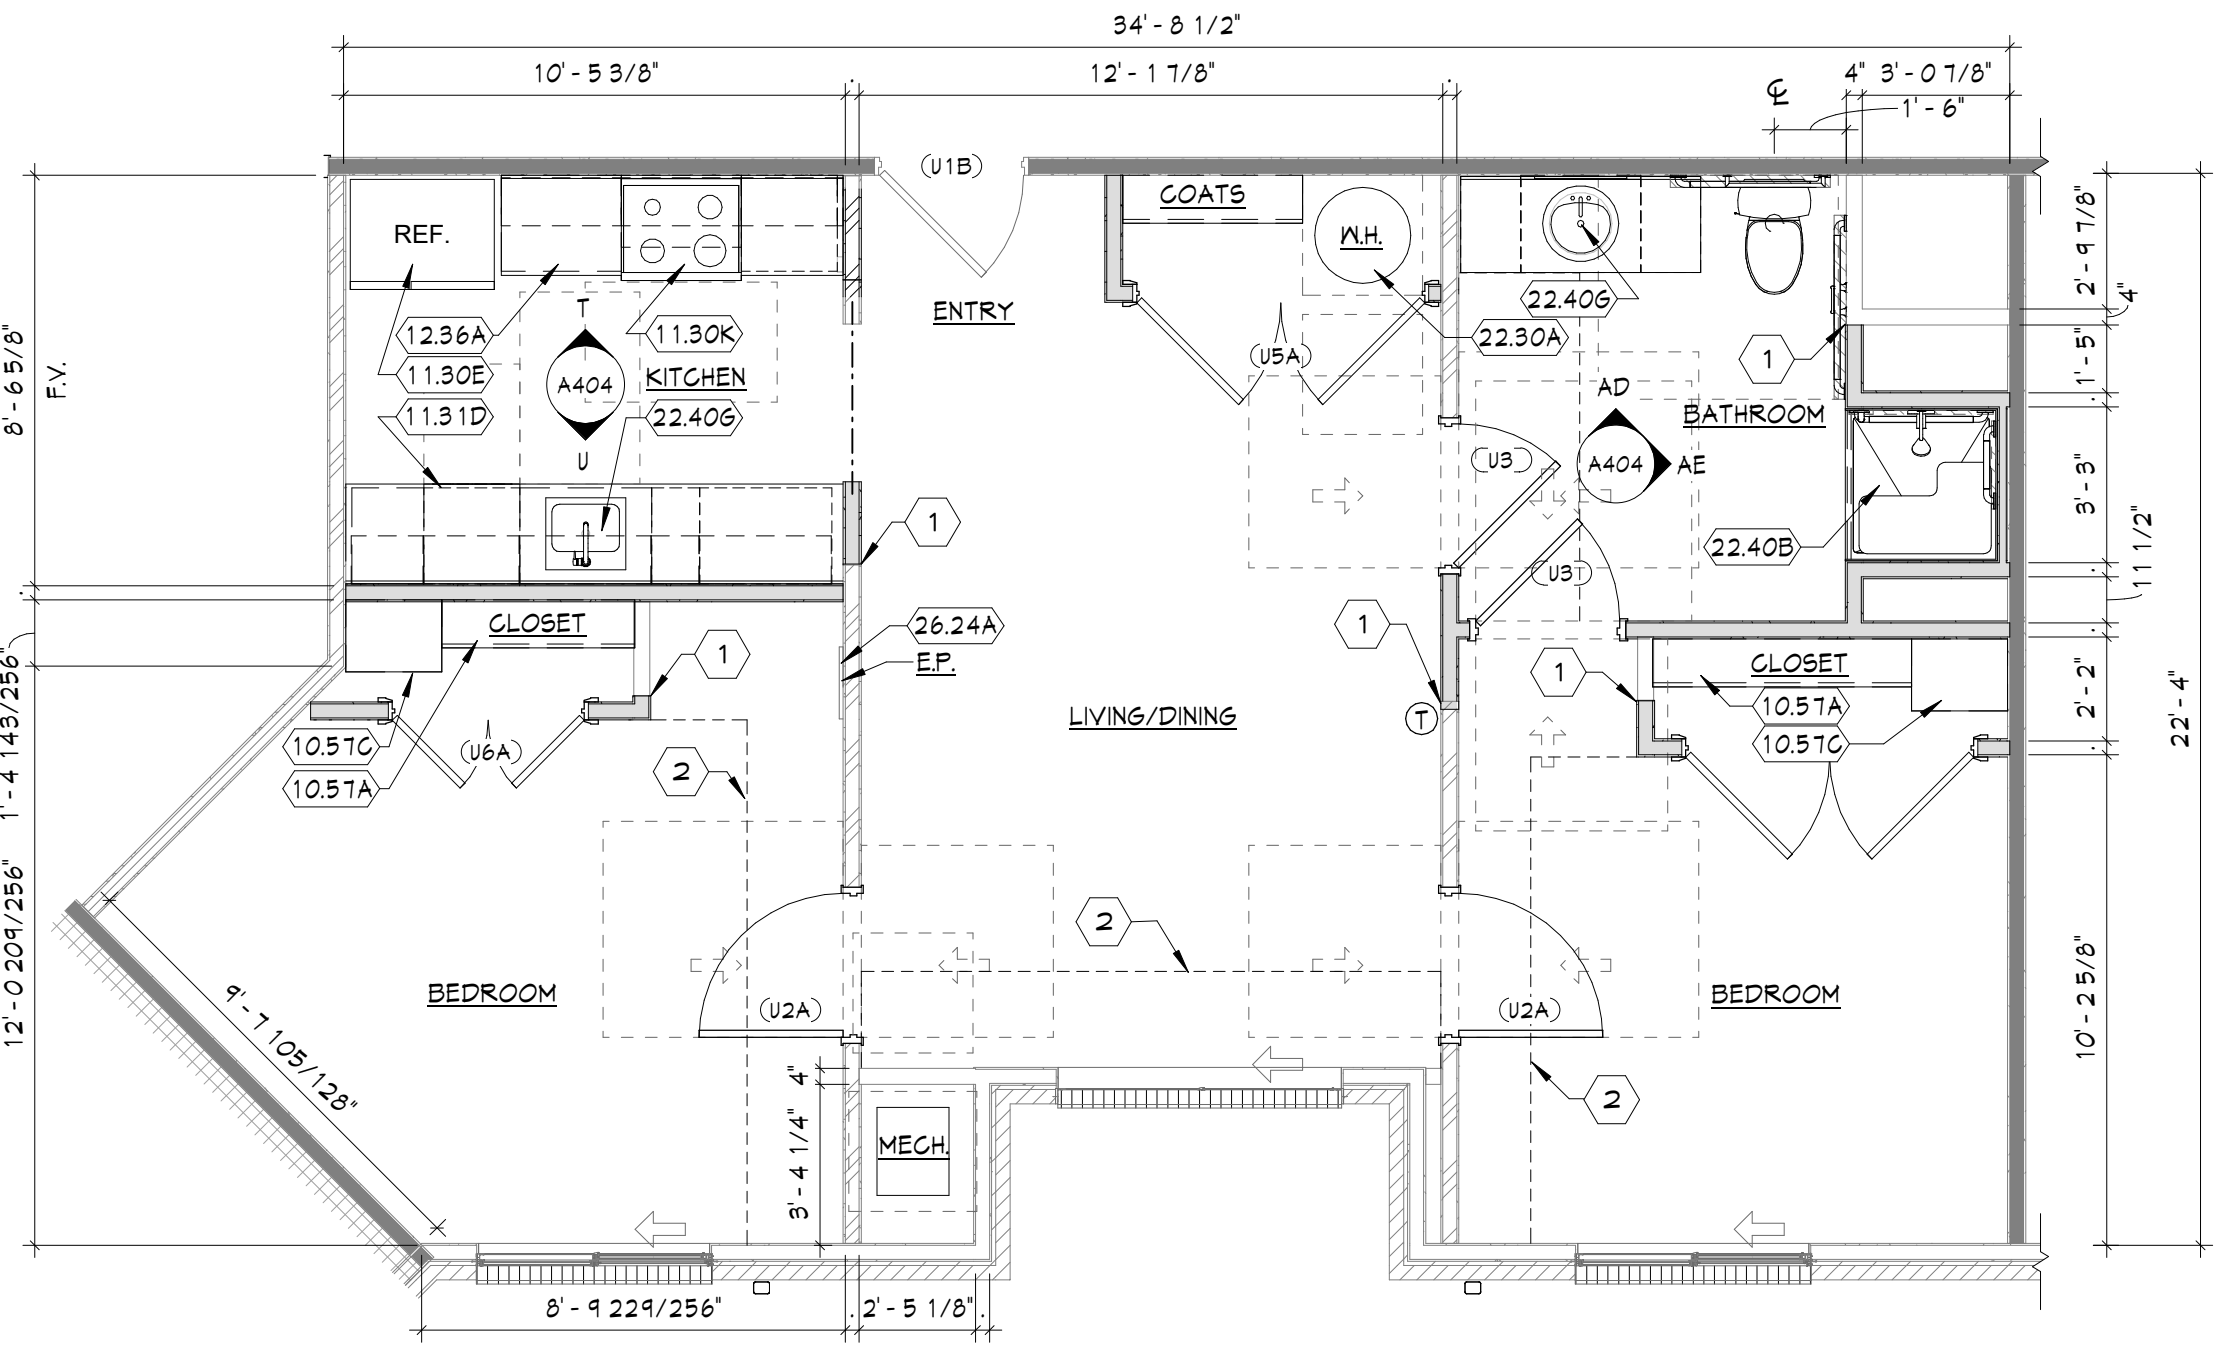 34'- 8 1/2"
10'- 5 3/8"
12'- 1 7/8"
4"
3'- 0 7/8"
℄
1'- 6"
(U1B)
COATS
REF.
W.H.
2'- 9 7/8"
4"
T
22.40G
ENTRY
12.36A
11.30K
22.30A
8'- 6 5/8"
F.V.
1
1'- 5"
(U5A)
11.30E
A404
KITCHEN
AD
11.31D
22.40G
BATHROOM
U
U3
A404
AE
3'- 3"
1
22.40B
11 1/2"
U3
CLOSET
26.24A
1
1'- 4 143/256"
1
E.P.
1
CLOSET
10.57A
2'- 2"
22'- 4"
LIVING/DINING
T
10.57C
(U6A)
10.57C
2
10.57A
12'- 0 209/256"
2
BEDROOM
(U2A)
(U2A)
BEDROOM
10'- 2 5/8"
9'- 7 105/128"
4"
2
3'- 4 1/4"
MECH.
8'- 9 229/256"
2'- 5 1/8"